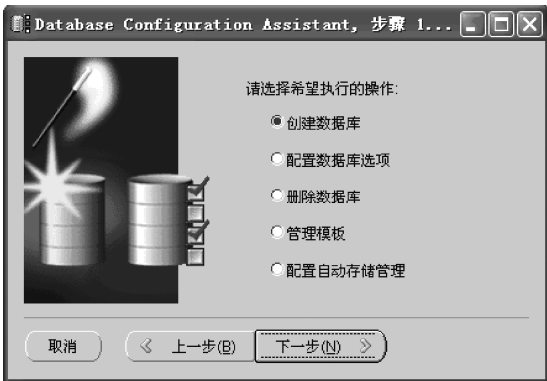 Database Configuration Assistant, 步骤 1...
请选择希望执行的操作:
创建数据库
配置数据库选项
删除数据库
管理模板
配置自动存储管理
取消
上一步(B)
下一步(N)